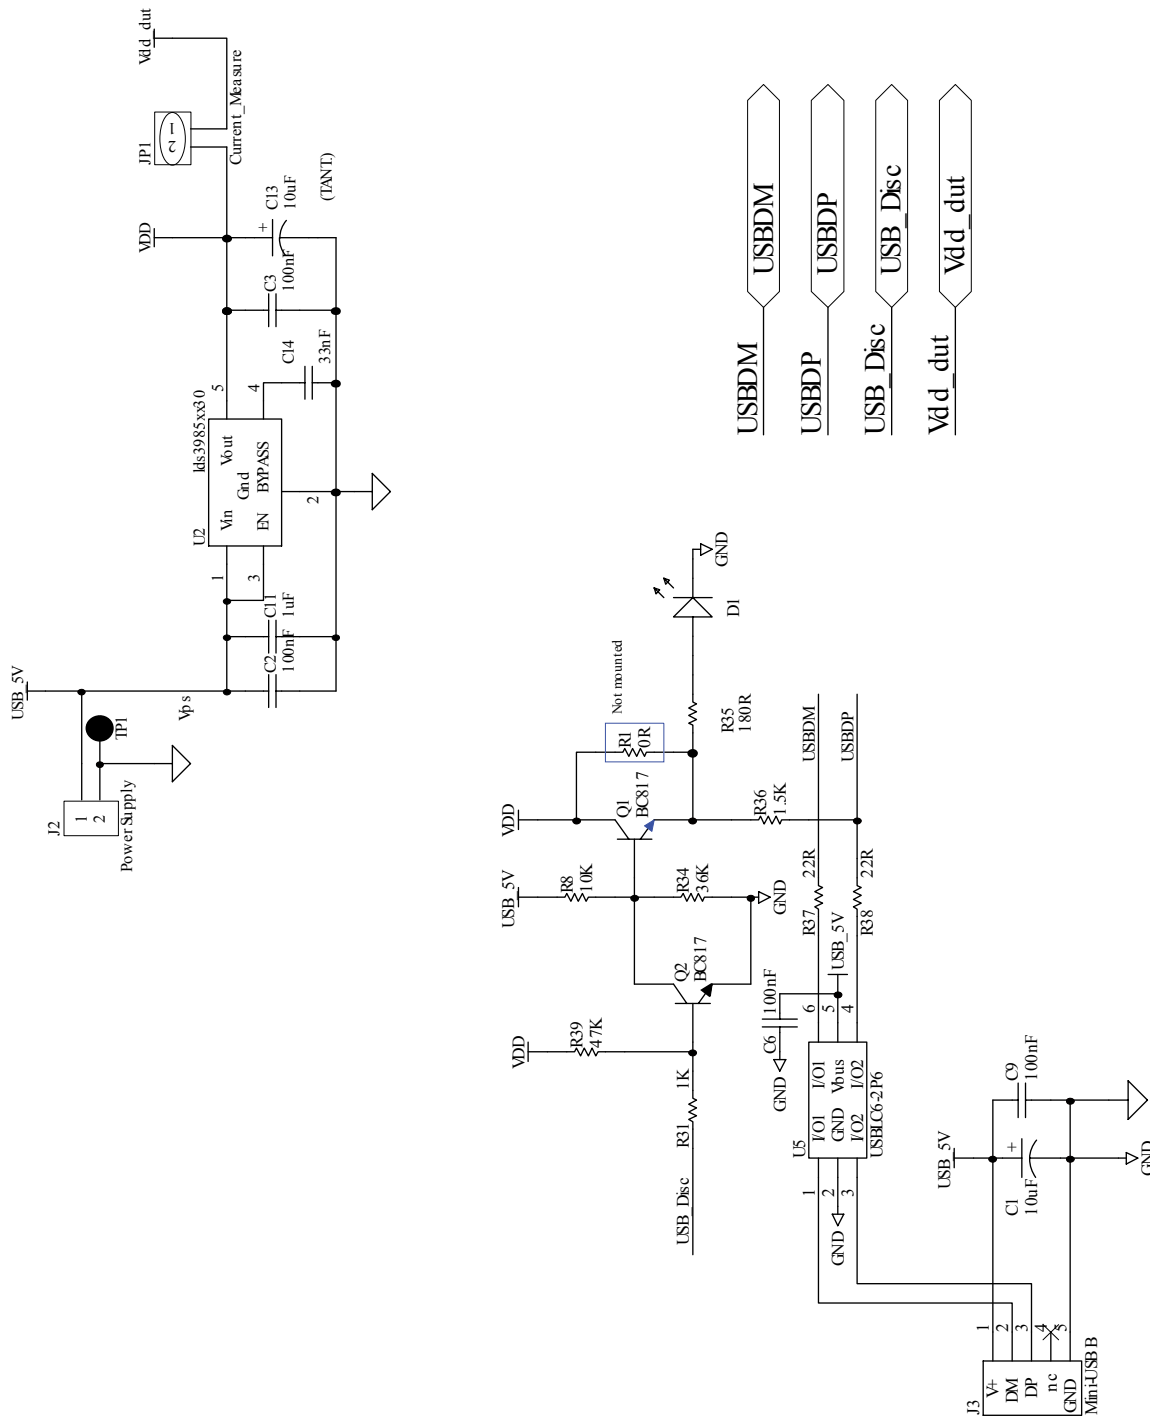 USB_5V
J2
1
2
Power Supply
TP1
Vps
C2
100nF
C11
1uF
1
3
U2
lds3985xx30
Vin
Vout
Gnd
EN
BYPASS
2
5
4
C14
33nF
C3
100nF
C13
10uF
+
(TANT.)
VDD
JP1
2
1
Current_Measure
Vdd_dut
J3
V+
DM
DP
nc
GND
Mini-USB B
1
2
3
4
5
USB_5V
C1
10uF
+
GND
C9
100nF
U5
I/O1
I/O1
GND
Vbus
I/O2
I/O2
USBLC6-2P6
1
2
3
6
5
4
GND
GND
C6
100nF
USB_5V
USB_Disc
R31
1K
VDD
R39
47K
Q2
BC817
USB_5V
R8
10K
R34
36K
GND
VDD
Q1
BC817
R1
0R
Not mounted
R36
1.5K
R35
180R
D1
GND
R37
22R
R38
22R
USBDM
USBDP
USBDM
USBDM
USBDP
USBDP
USB_Disc
USB_Disc
Vdd_dut
Vdd_dut